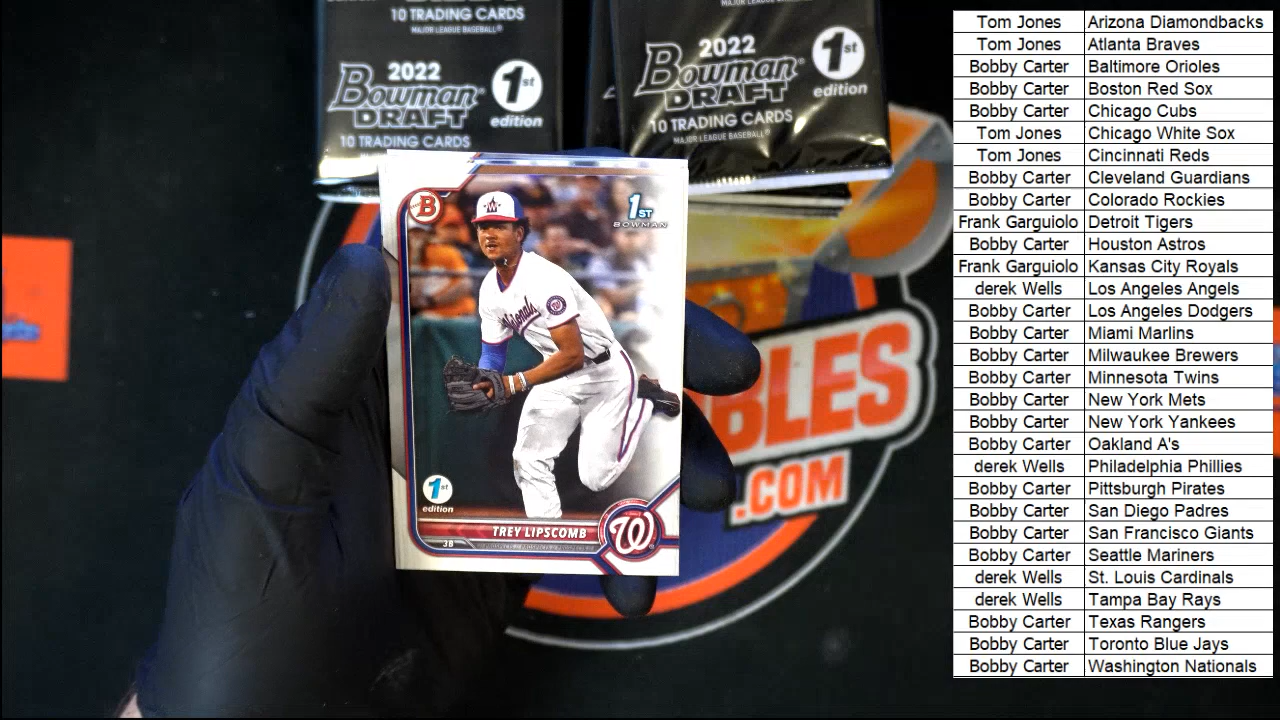 10 TRADING CARDS
MAJOR LEAGUE BASEBALL®
2022
Bowman
DRAFT
1st
edition
10 TRADING CARDS
MAJOR LEAGUE BASEBALL®
2022
Bowman
DRAFT
1st
edition
10 TRADING CARDS
MAJOR LEAGUE BASEBALL®
B
1ST
BOWMAN
W
1st
edition
TREY LIPSCOMB
3B
W
BLES
.COM
Tom Jones Arizona Diamondbacks
Tom Jones Atlanta Braves
Bobby Carter Baltimore Orioles
Bobby Carter Boston Red Sox
Bobby Carter Chicago Cubs
Tom Jones Chicago White Sox
Tom Jones Cincinnati Reds
Bobby Carter Cleveland Guardians
Bobby Carter Colorado Rockies
Frank Garguiolo Detroit Tigers
Bobby Carter Houston Astros
Frank Garguiolo Kansas City Royals
derek Wells Los Angeles Angels
Bobby Carter Los Angeles Dodgers
Bobby Carter Miami Marlins
Bobby Carter Milwaukee Brewers
Bobby Carter Minnesota Twins
Bobby Carter New York Mets
Bobby Carter New York Yankees
Bobby Carter Oakland A's
derek Wells Philadelphia Phillies
Bobby Carter Pittsburgh Pirates
Bobby Carter San Diego Padres
Bobby Carter San Francisco Giants
Bobby Carter Seattle Mariners
derek Wells St. Louis Cardinals
derek Wells Tampa Bay Rays
Bobby Carter Texas Rangers
Bobby Carter Toronto Blue Jays
Bobby Carter Washington Nationals